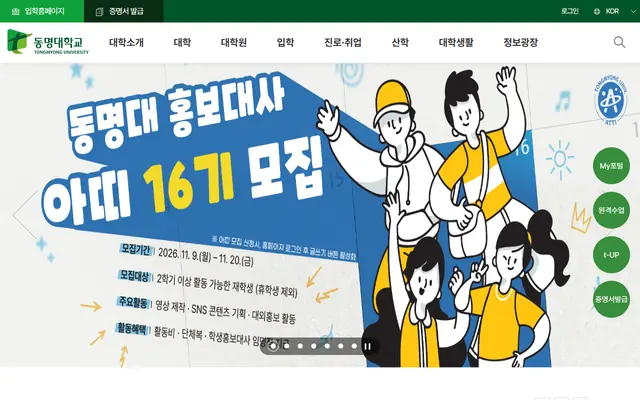 입학홈페이지
증명서 발급
로그인
KOR
동명대학교
TONGMYONG UNIVERSITY
대학소개
대학
대학원
입학
진로·취업
산학
대학생활
정보광장
동명대 홍보대사
아띠 16기 모집
※ 아띠 모집 신청시, 홈페이지 로그인 후 글쓰기 버튼 활성화
모집기간 | 2026. 11. 9.(월) - 11. 20.(금)
모집대상 | 2학기 이상 활동 가능한 재학생 (휴학생 제외)
주요활동 | 영상 제작 · SNS 콘텐츠 기획 · 대외홍보 활동
활동혜택 | 활동비 · 단체복 · 학생홍보대사 임명장
15
16
TONGMYONG UNIV.
ATTI
My포털
원격수업
t-UP
증명서발급